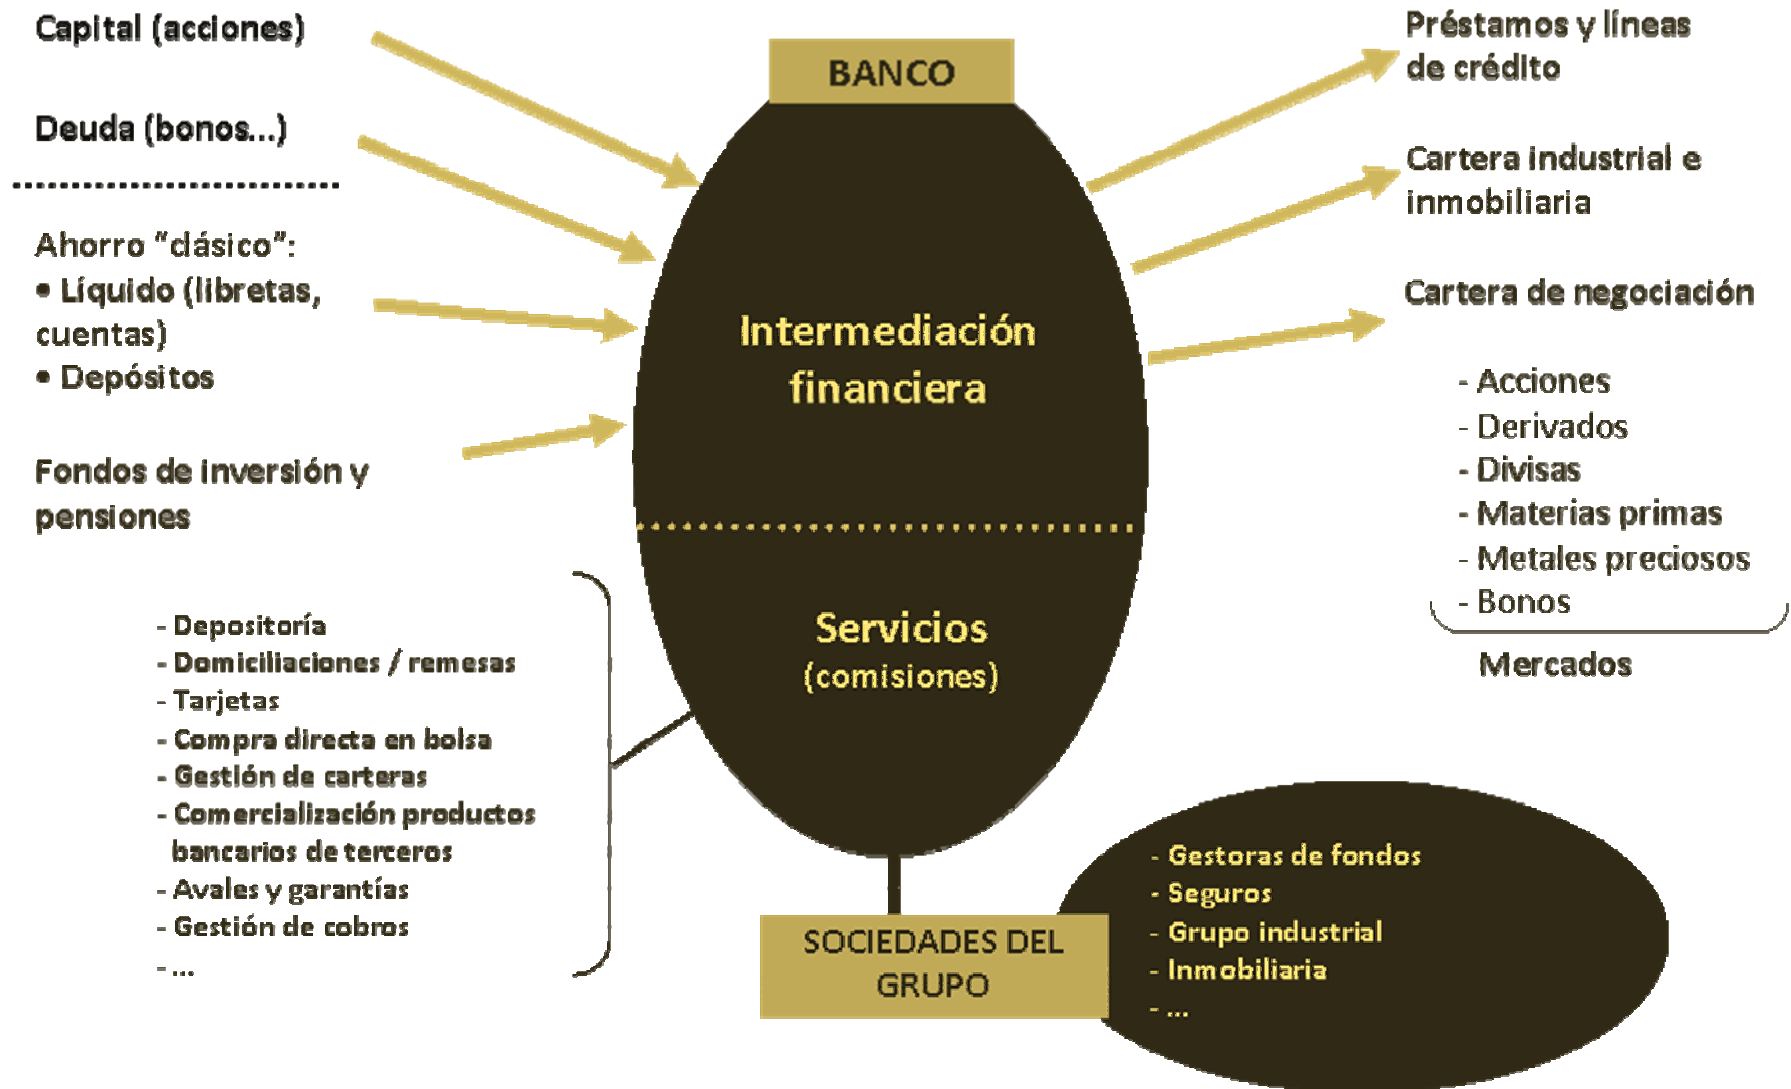 Capital (acciones)
Deuda (bonos...)
Ahorro "clásico":
• Líquido (libretas,
cuentas)
• Depósitos
Fondos de inversión y
pensiones
BANCO
Intermediación
financiera
Servicios
(comisiones)
Préstamos y líneas
de crédito
Cartera industrial e
inmobiliaria
Cartera de negociación
- Acciones
- Derivados
- Divisas
- Materias primas
- Metales preciosos
- Bonos
Mercados
- Depositoría
- Domiciliaciones / remesas
- Tarjetas
- Compra directa en bolsa
- Gestión de carteras
- Comercialización productos
bancarios de terceros
- Avales y garantías
- Gestión de cobros
- ...
SOCIEDADES DEL
GRUPO
- Gestoras de fondos
- Seguros
- Grupo industrial
- Inmobiliaria
- ...